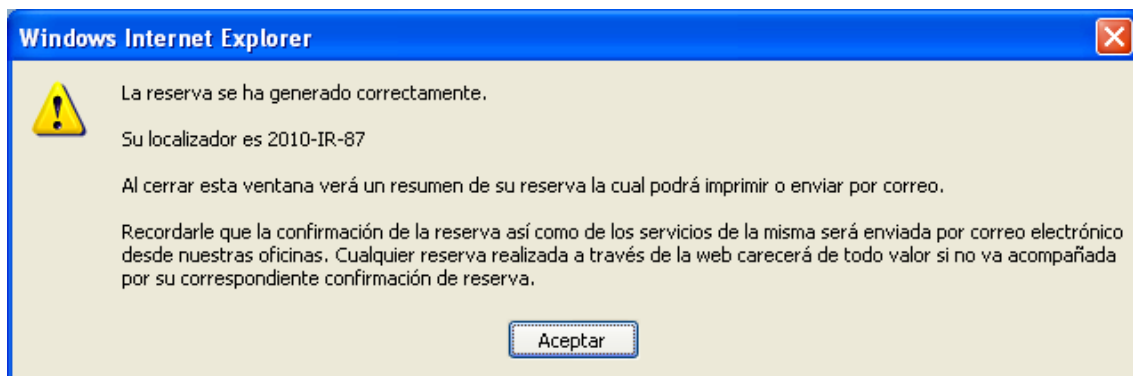 Windows Internet Explorer
La reserva se ha generado correctamente.
Su localizador es 2010-IR-87
Al cerrar esta ventana verá un resumen de su reserva la cual podrá imprimir o enviar por correo.
Recordarle que la confirmación de la reserva así como de los servicios de la misma será enviada por correo electrónico
desde nuestras oficinas. Cualquier reserva realizada a través de la web carecerá de todo valor si no va acompañada
por su correspondiente confirmación de reserva.
Aceptar